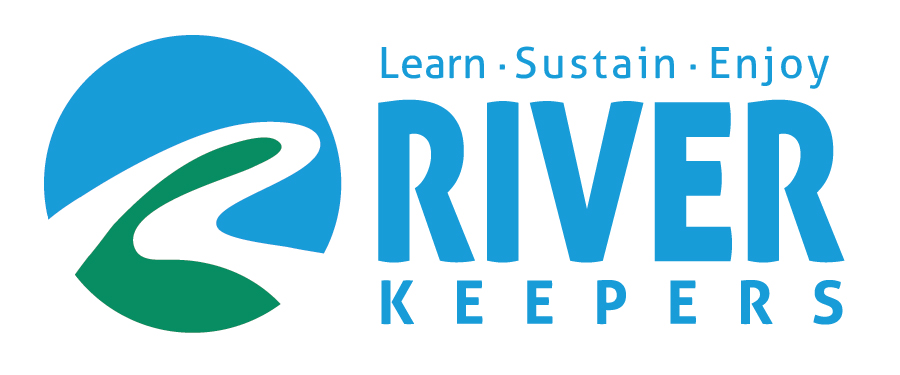 Learn · Sustain · Enjoy
RIVER
KEEPERS